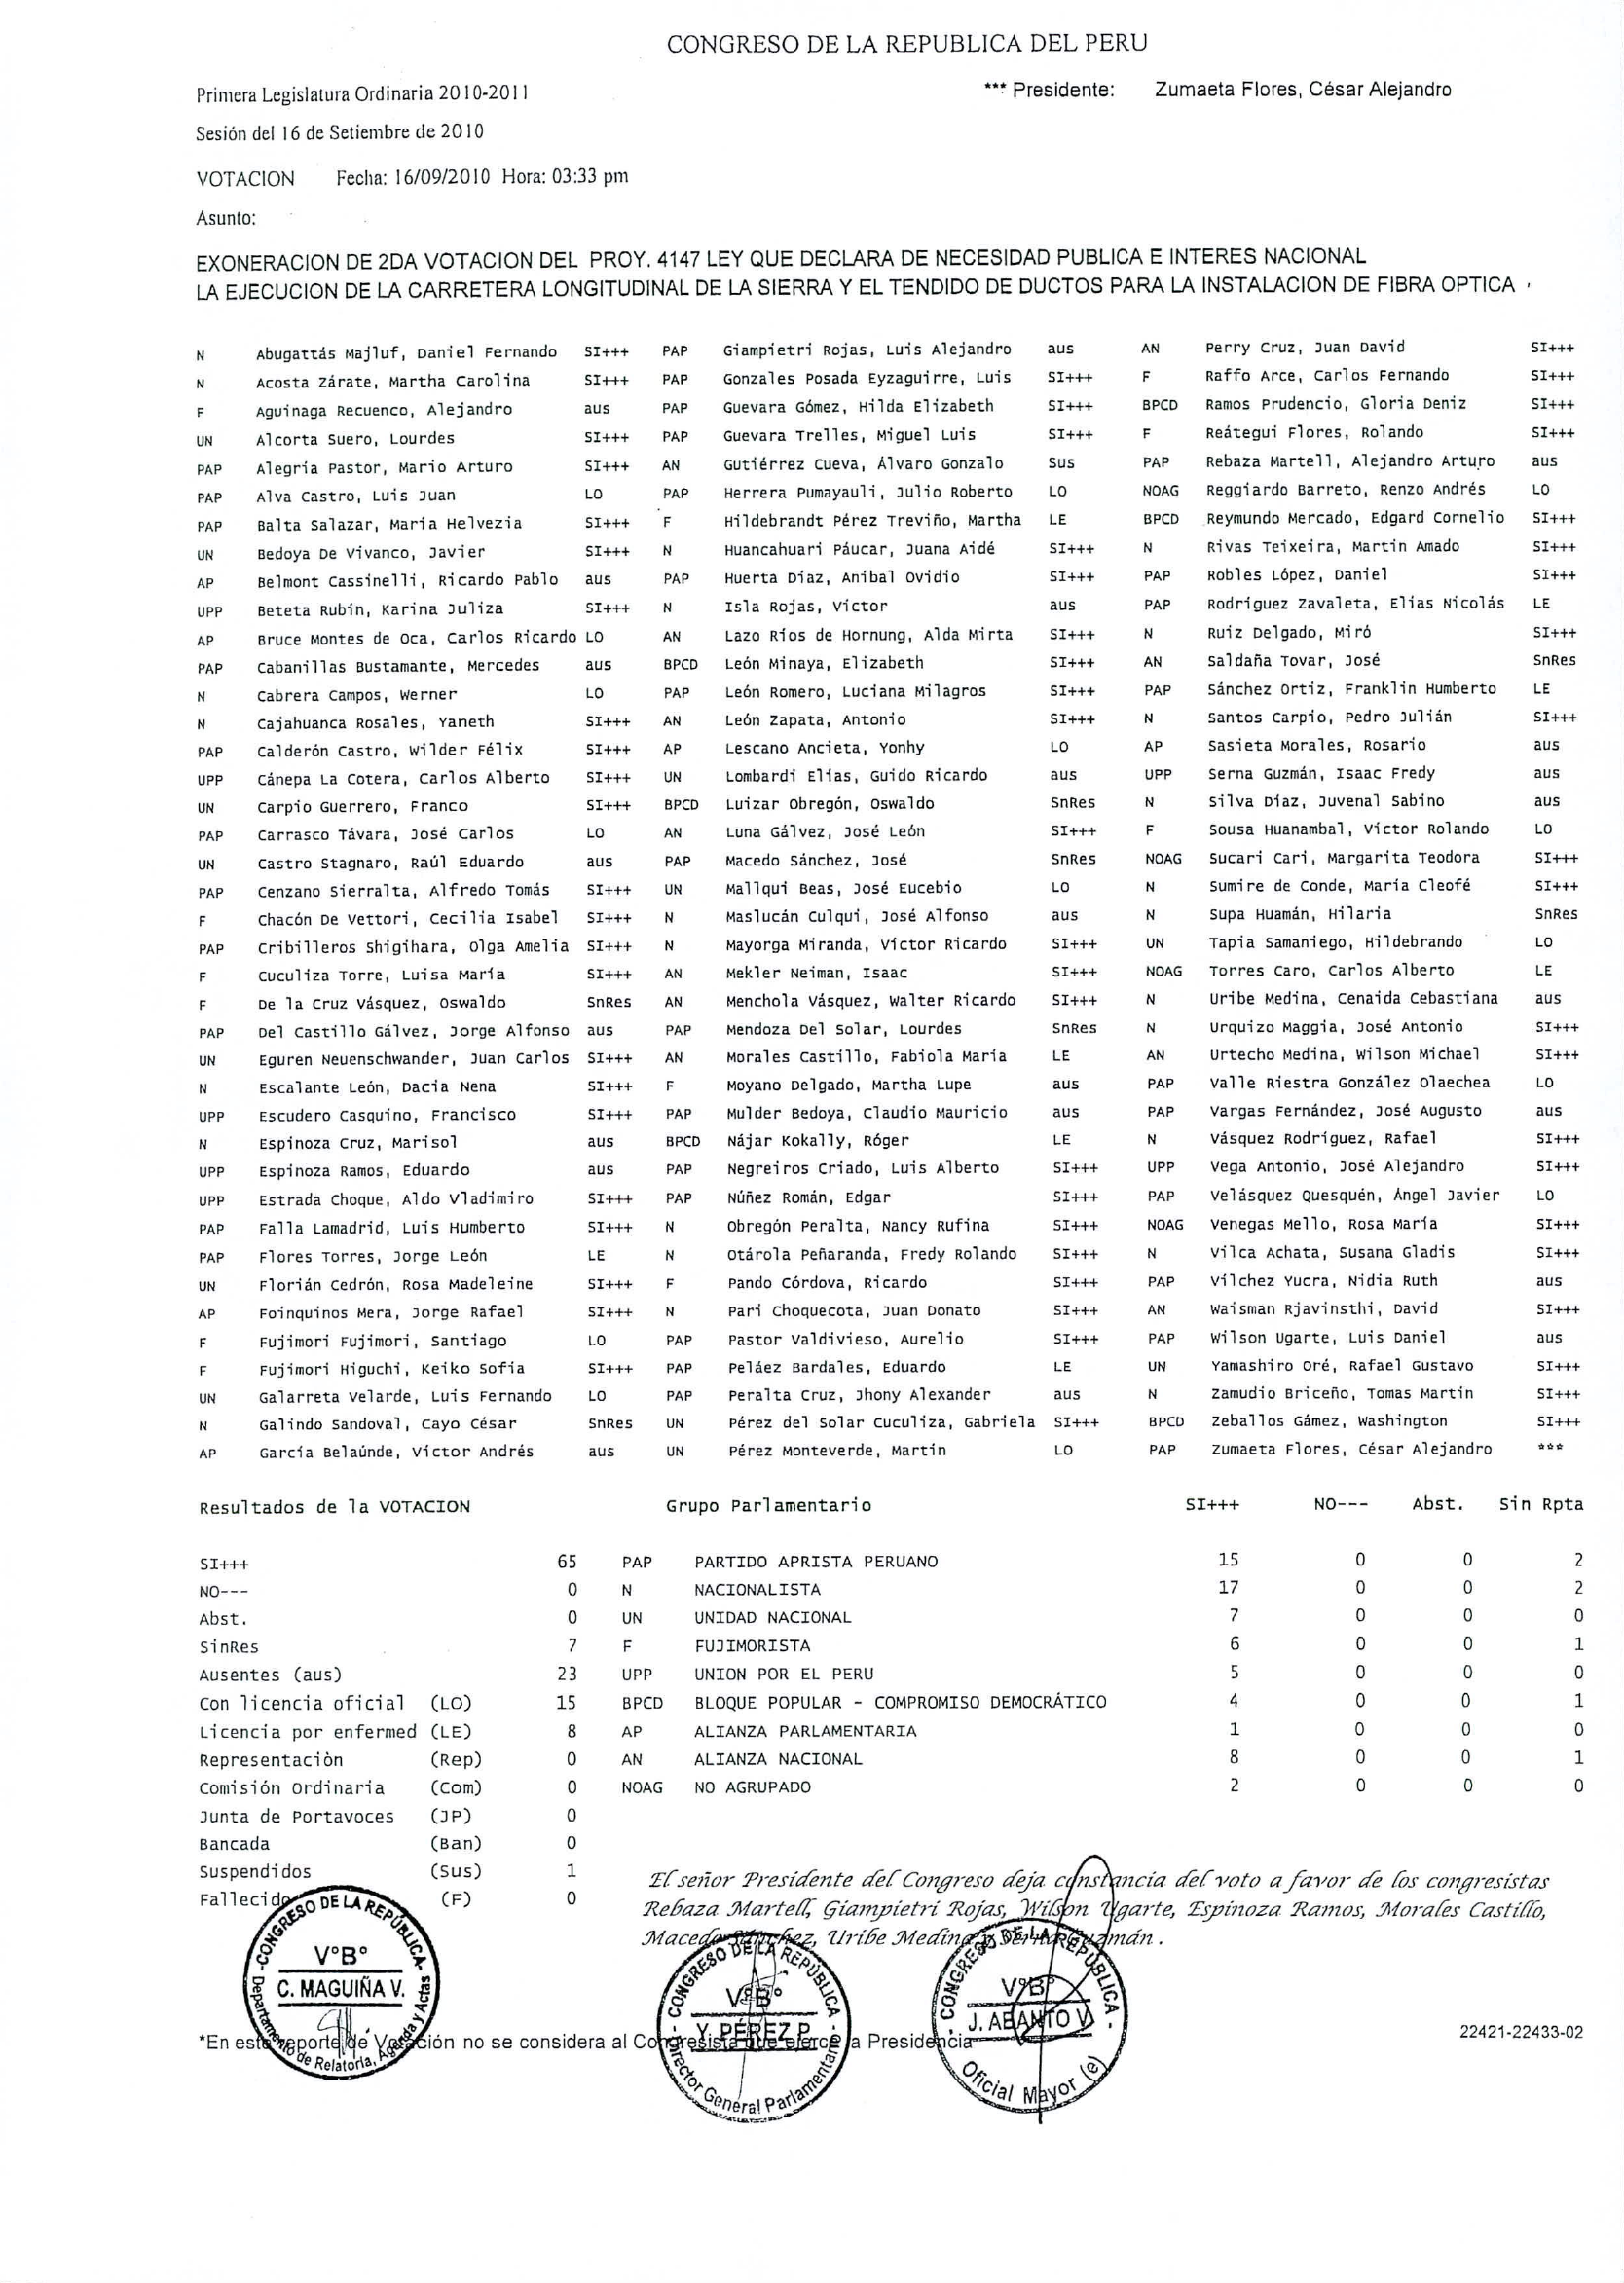 CONGRESO DE LA REPUBLICA DEL PERU
Primera Legislatura Ordinaria 2010-2011 *** Presidente: Zumaeta Flores, César Alejandro
Sesión del 16 de Setiembre de 2010
VOTACION Fecha: 16/09/2010 Hora: 03:33 pm
Asunto:
EXONERACION DE 2DA VOTACION DEL PROY. 4147 LEY QUE DECLARA DE NECESIDAD PUBLICA E INTERES NACIONAL
LA EJECUCION DE LA CARRETERA LONGITUDINAL DE LA SIERRA Y EL TENDIDO DE DUCTOS PARA LA INSTALACION DE FIBRA OPTICA
N Abugattás Majluf, Daniel Fernando SI+++ PAP Giampietri Rojas, Luis Alejandro aus AN Perry Cruz, Juan David SI+++
N Acosta Zárate, Martha Carolina SI+++ PAP Gonzales Posada Eyzaguirre, Luis SI+++ F Raffo Arce, Carlos Fernando SI+++
F Aguinaga Recuenco, Alejandro aus PAP Guevara Gómez, Hilda Elizabeth SI+++ BPCD Ramos Prudencio, Gloria Deniz SI+++
UN Alcorta Suero, Lourdes SI+++ PAP Guevara Trelles, Miguel Luis SI+++ F Reátegui Flores, Rolando SI+++
PAP Alegría Pastor, Mario Arturo SI+++ AN Gutiérrez Cueva, Álvaro Gonzalo Sus PAP Rebaza Martell, Alejandro Arturo aus
PAP Alva Castro, Luis Juan LO PAP Herrera Pumayauli, Julio Roberto LO NOAG Reggiardo Barreto, Renzo Andrés LO
PAP Balta Salazar, María Helvezia SI+++ F Hildebrandt Pérez Treviño, Martha LE BPCD Reymundo Mercado, Edgard Cornelio SI+++
UN Bedoya De Vivanco, Javier SI+++ N Huancahuari Páucar, Juana Aidé SI+++ N Rivas Teixeira, Martin Amado SI+++
AP Belmont Cassinelli, Ricardo Pablo aus PAP Huerta Díaz, Anibal Ovidio SI+++ PAP Robles López, Daniel SI+++
UPP Beteta Rubín, Karina Juliza SI+++ N Isla Rojas, Víctor aus PAP Rodríguez Zavaleta, Elías Nicolás LE
AP Bruce Montes de Oca, Carlos Ricardo LO AN Lazo Ríos de Hornung, Alda Mirta SI+++ N Ruiz Delgado, Miró SI+++
PAP Cabanillas Bustamante, Mercedes aus BPCD León Minaya, Elizabeth SI+++ AN Saldaña Tovar, José SnRes
N Cabrera Campos, Werner LO PAP León Romero, Luciana Milagros SI+++ PAP Sánchez Ortiz, Franklin Humberto LE
N Cajahuanca Rosales, Yaneth SI+++ AN León Zapata, Antonio SI+++ N Santos Carpio, Pedro Julián SI+++
PAP Calderón Castro, Wilder Félix SI+++ AP Lescano Ancieta, Yonhy LO AP Sasieta Morales, Rosario aus
UPP Cánepa La Cotera, Carlos Alberto SI+++ UN Lombardi Elías, Guido Ricardo aus UPP Serna Guzmán, Isaac Fredy aus
UN Carpio Guerrero, Franco SI+++ BPCD Luizar Obregón, Oswaldo SnRes N Silva Díaz, Juvenal Sabino aus
PAP Carrasco Távara, José Carlos LO AN Luna Gálvez, José León SI+++ F Sousa Huanambal, Víctor Rolando LO
UN Castro Stagnaro, Raúl Eduardo aus PAP Macedo Sánchez, José SnRes NOAG Sucari Cari, Margarita Teodora SI+++
PAP Cenzano Sierralta, Alfredo Tomás SI+++ UN Mallqui Beas, José Eucebio LO N Sumire de Conde, María Cleofé SI+++
F Chacón De Vettori, Cecilia Isabel SI+++ N Maslucán Culqui, José Alfonso aus N Supa Huamán, Hilaria SnRes
PAP Cribilleros Shigihara, Olga Amelia SI+++ N Mayorga Miranda, Víctor Ricardo SI+++ UN Tapia Samaniego, Hildebrando LO
F Cuculiza Torre, Luisa María SI+++ AN Mekler Neiman, Isaac SI+++ NOAG Torres Caro, Carlos Alberto LE
F De la Cruz Vásquez, Oswaldo SnRes AN Menchola Vásquez, Walter Ricardo SI+++ N Uribe Medina, Cenaida Cebastiana aus
PAP Del Castillo Gálvez, Jorge Alfonso aus PAP Mendoza Del Solar, Lourdes SnRes N Urquizo Maggia, José Antonio SI+++
UN Eguren Neuenschwander, Juan Carlos SI+++ AN Morales Castillo, Fabiola María LE AN Urtecho Medina, Wilson Michael SI+++
N Escalante León, Dacia Nena SI+++ F Moyano Delgado, Martha Lupe aus PAP Valle Riestra González Olaechea LO
UPP Escudero Casquino, Francisco SI+++ PAP Mulder Bedoya, Claudio Mauricio aus PAP Vargas Fernández, José Augusto aus
N Espinoza Cruz, Marisol aus BPCD Nájar Kokally, Róger LE N Vásquez Rodríguez, Rafael SI+++
UPP Espinoza Ramos, Eduardo aus PAP Negreiros Criado, Luis Alberto SI+++ UPP Vega Antonio, José Alejandro SI+++
UPP Estrada Choque, Aldo Vladimiro SI+++ PAP Núñez Román, Edgar SI+++ PAP Velásquez Quesquén, Ángel Javier LO
PAP Falla Lamadrid, Luis Humberto SI+++ N Obregón Peralta, Nancy Rufina SI+++ NOAG Venegas Mello, Rosa María SI+++
PAP Flores Torres, Jorge León LE N Otárola Peñaranda, Fredy Rolando SI+++ N Vilca Achata, Susana Gladis SI+++
UN Florián Cedrón, Rosa Madeleine SI+++ F Pando Córdova, Ricardo SI+++ PAP Vílchez Yucra, Nidia Ruth aus
AP Foinquinos Mera, Jorge Rafael SI+++ N Pari Choquecota, Juan Donato SI+++ AN Waisman Rjavinsthi, David SI+++
F Fujimori Fujimori, Santiago LO PAP Pastor Valdivieso, Aurelio SI+++ PAP Wilson Ugarte, Luis Daniel aus
F Fujimori Higuchi, Keiko Sofía SI+++ PAP Peláez Bardales, Eduardo LE UN Yamashiro Oré, Rafael Gustavo SI+++
UN Galarreta Velarde, Luis Fernando LO PAP Peralta Cruz, Jhony Alexander aus N Zamudio Briceño, Tomas Martin SI+++
N Galindo Sandoval, Cayo César SnRes UN Pérez del Solar Cuculiza, Gabriela SI+++ BPCD Zeballos Gámez, Washington SI+++
AP García Belaúnde, Víctor Andrés aus UN Pérez Monteverde, Martin LO PAP Zumaeta Flores, César Alejandro ***
Resultados de la VOTACION Grupo Parlamentario SI+++ NO--- Abst. Sin Rpta
SI+++ 65 PAP PARTIDO APRISTA PERUANO 15 0 0 2
NO--- 0 N NACIONALISTA 17 0 0 2
Abst. 0 UN UNIDAD NACIONAL 7 0 0 0
SinRes 7 F FUJIMORISTA 6 0 0 1
Ausentes (aus) 23 UPP UNION POR EL PERU 5 0 0 0
Con licencia oficial (LO) 15 BPCD BLOQUE POPULAR - COMPROMISO DEMOCRÁTICO 4 0 0 1
Licencia por enfermed (LE) 8 AP ALIANZA PARLAMENTARIA 1 0 0 0
Representación (Rep) 0 AN ALIANZA NACIONAL 8 0 0 1
Comisión Ordinaria (Com) 0 NOAG NO AGRUPADO 2 0 0 0
Junta de Portavoces (JP) 0
Bancada (Ban) 0
Suspendidos (Sus) 1
Fallecido (F) 0
El señor Presidente del Congreso deja constancia del voto a favor de los congresistas
Rebaza Martell, Giampietri Rojas, Wilson Ugarte, Espinoza Ramos, Morales Castillo,
Macedo Sánchez, Uribe Medina y Serna Guzmán .
-CONGRESO DE LA REPÚBLICA-
V°B°
C. MAGUIÑA V.
Departamento de Relatoría, Agenda y Actas
- CONGRESO DE LA REPÚBLICA -
V°B°
Y. PÉREZ P.
Director General Parlamentario
- CONGRESO DE LA REPÚBLICA -
V°B°
J. ABANTO V.
Oficial Mayor (e)
*En este reporte de Votación no se considera al Congresista que ejerce la Presidencia
22421-22433-02